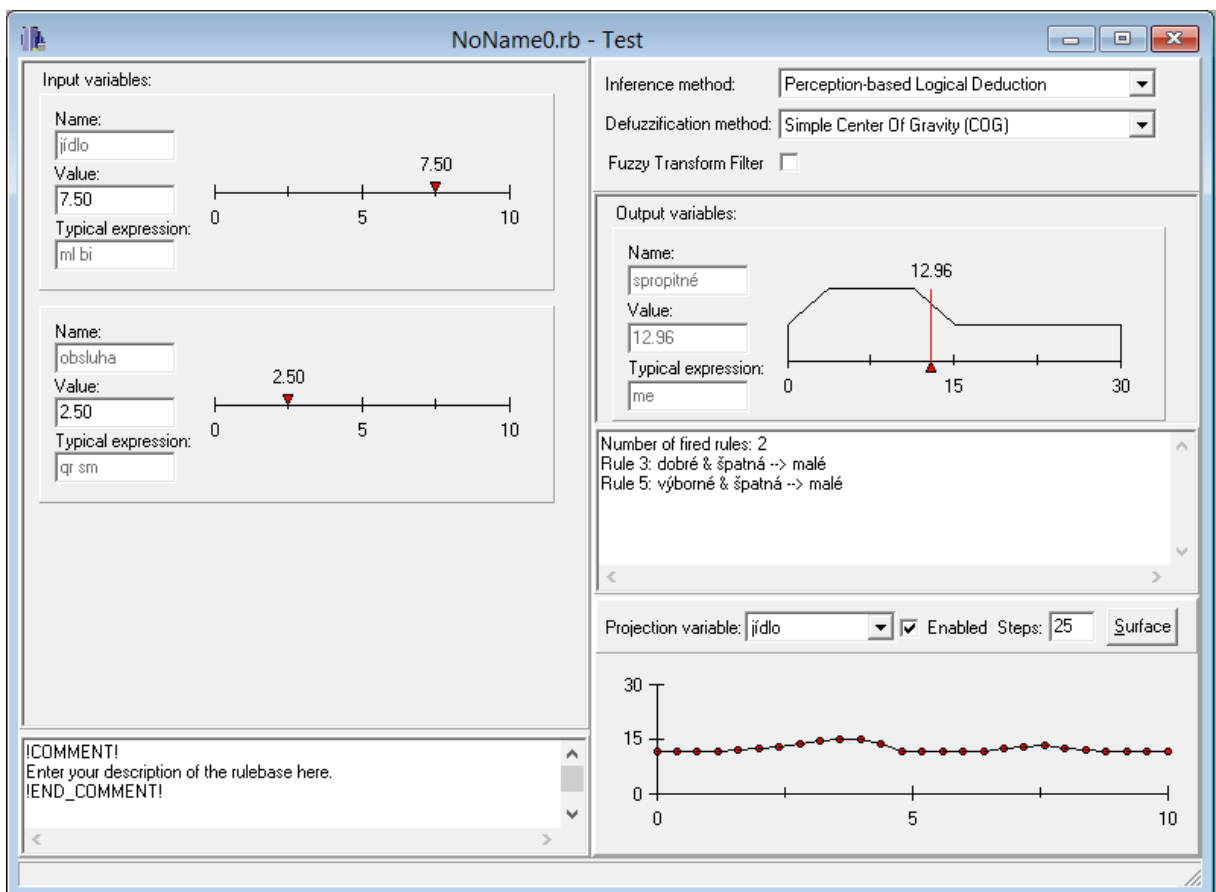 NoName0.rb - Test
Input variables:
Name:
jídlo
Value:
7.50
Typical expression:
ml bi
7.50
0 5 10
Name:
obsluha
Value:
2.50
Typical expression:
qr sm
2.50
0 5 10
!COMMENT!
Enter your description of the rulebase here.
!END_COMMENT!
Inference method: Perception-based Logical Deduction
Defuzzification method: Simple Center Of Gravity (COG)
Fuzzy Transform Filter
Output variables:
Name:
spropitné
Value:
12.96
Typical expression:
me
12.96
0 15 30
Number of fired rules: 2
Rule 3: dobré & špatná --> malé
Rule 5: výborné & špatná --> malé
Projection variable: jídlo Enabled Steps: 25 Surface
30
15
0
0 5 10